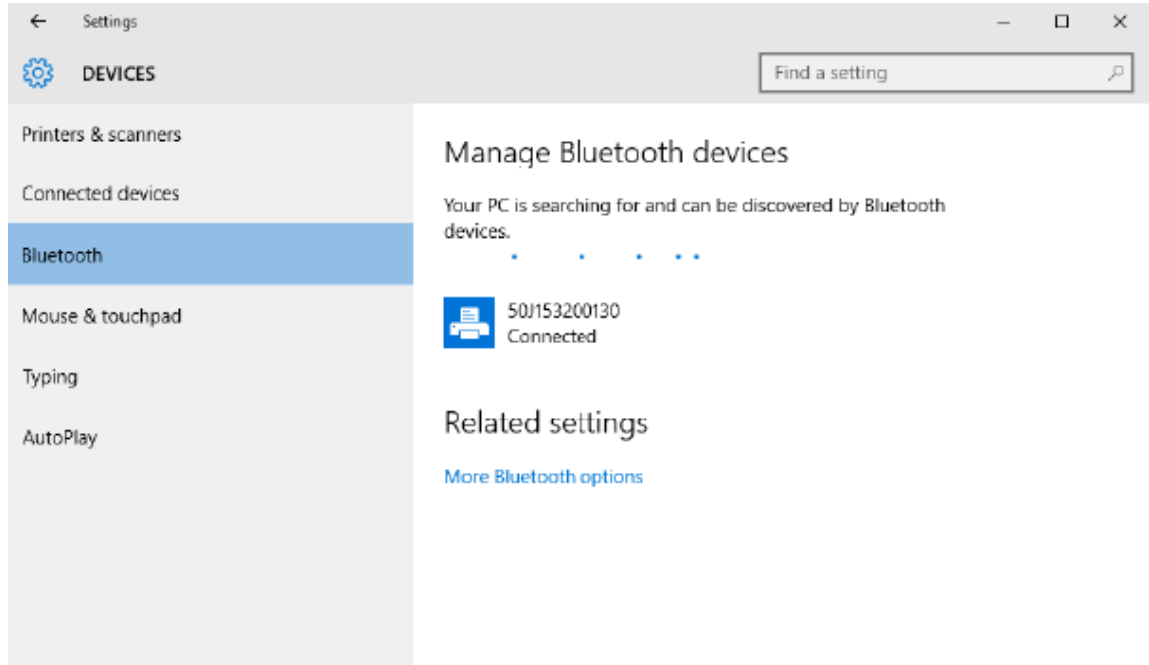 Settings
DEVICES
Find a setting
Printers & scanners
Connected devices
Bluetooth
Mouse & touchpad
Typing
AutoPlay
Manage Bluetooth devices
Your PC is searching for and can be discovered by Bluetooth
devices.
50J153200130
Connected
Related settings
More Bluetooth options